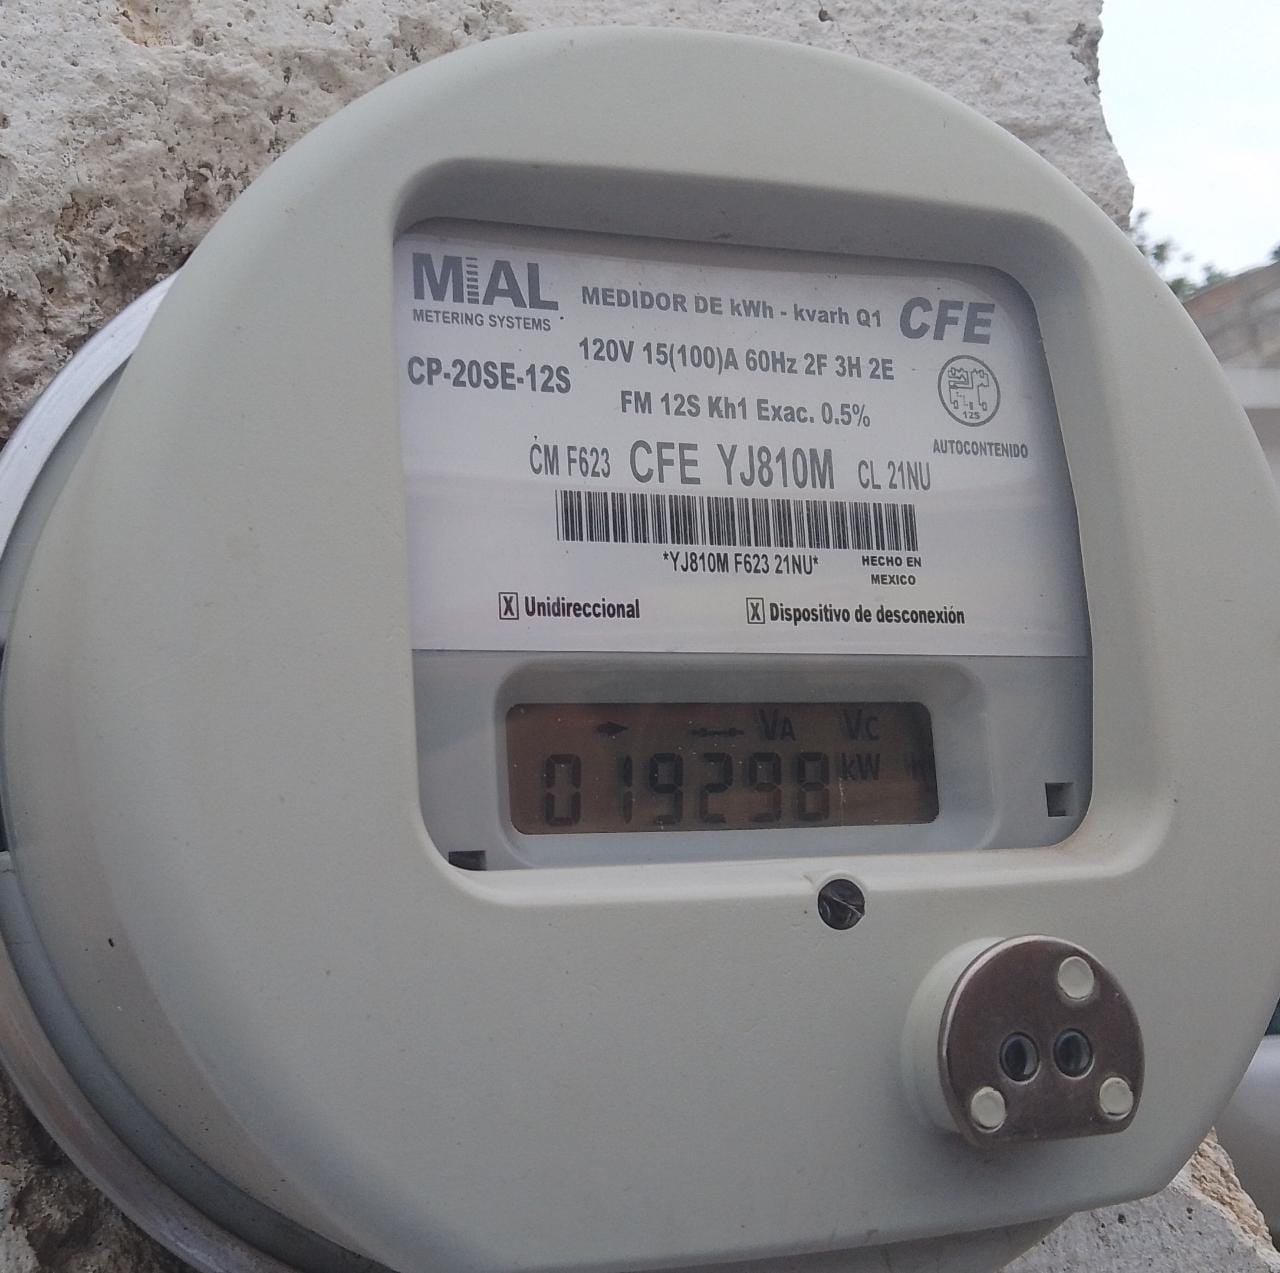 MIAL
METERING SYSTEMS
MEDIDOR DE kWh - kvarh Q1
CFE
120V 15(100)A 60Hz 2F 3H 2E
CP-20SE-12S
FM 12S Kh1 Exac. 0.5%
12S
AUTOCONTENIDO
CM F623 CFE YJ810M CL 21NU
*YJ810M F623 21NU*
HECHO EN
MEXICO
X Unidireccional
X Dispositivo de desconexión
VA VC
019298 kW